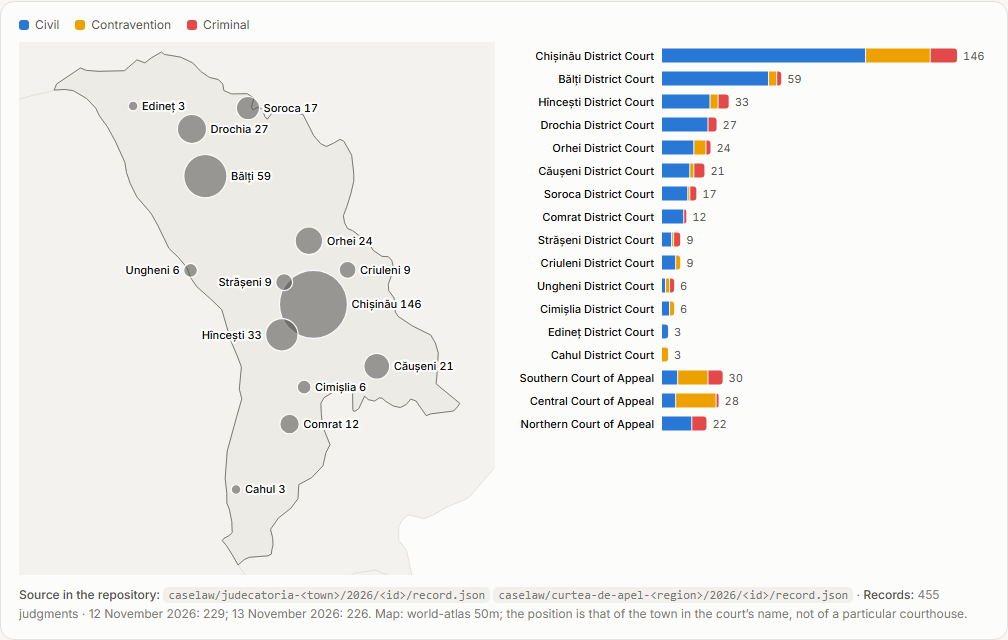 Civil Contravention Criminal
Edineț 3
Soroca 17
Drochia 27
Bălți 59
Orhei 24
Ungheni 6
Criuleni 9
Strășeni 9
Chișinău 146
Hîncești 33
Căușeni 21
Cimișlia 6
Comrat 12
Cahul 3
Chișinău District Court 146
Bălți District Court 59
Hîncești District Court 33
Drochia District Court 27
Orhei District Court 24
Căușeni District Court 21
Soroca District Court 17
Comrat District Court 12
Strășeni District Court 9
Criuleni District Court 9
Ungheni District Court 6
Cimișlia District Court 6
Edineț District Court 3
Cahul District Court 3
Southern Court of Appeal 30
Central Court of Appeal 28
Northern Court of Appeal 22
Source in the repository: caselaw/judecatoria-<town>/2026/<id>/record.json caselaw/curtea-de-apel-<region>/2026/<id>/record.json · Records: 455
judgments · 12 November 2026: 229; 13 November 2026: 226. Map: world-atlas 50m; the position is that of the town in the court’s name, not of a particular courthouse.